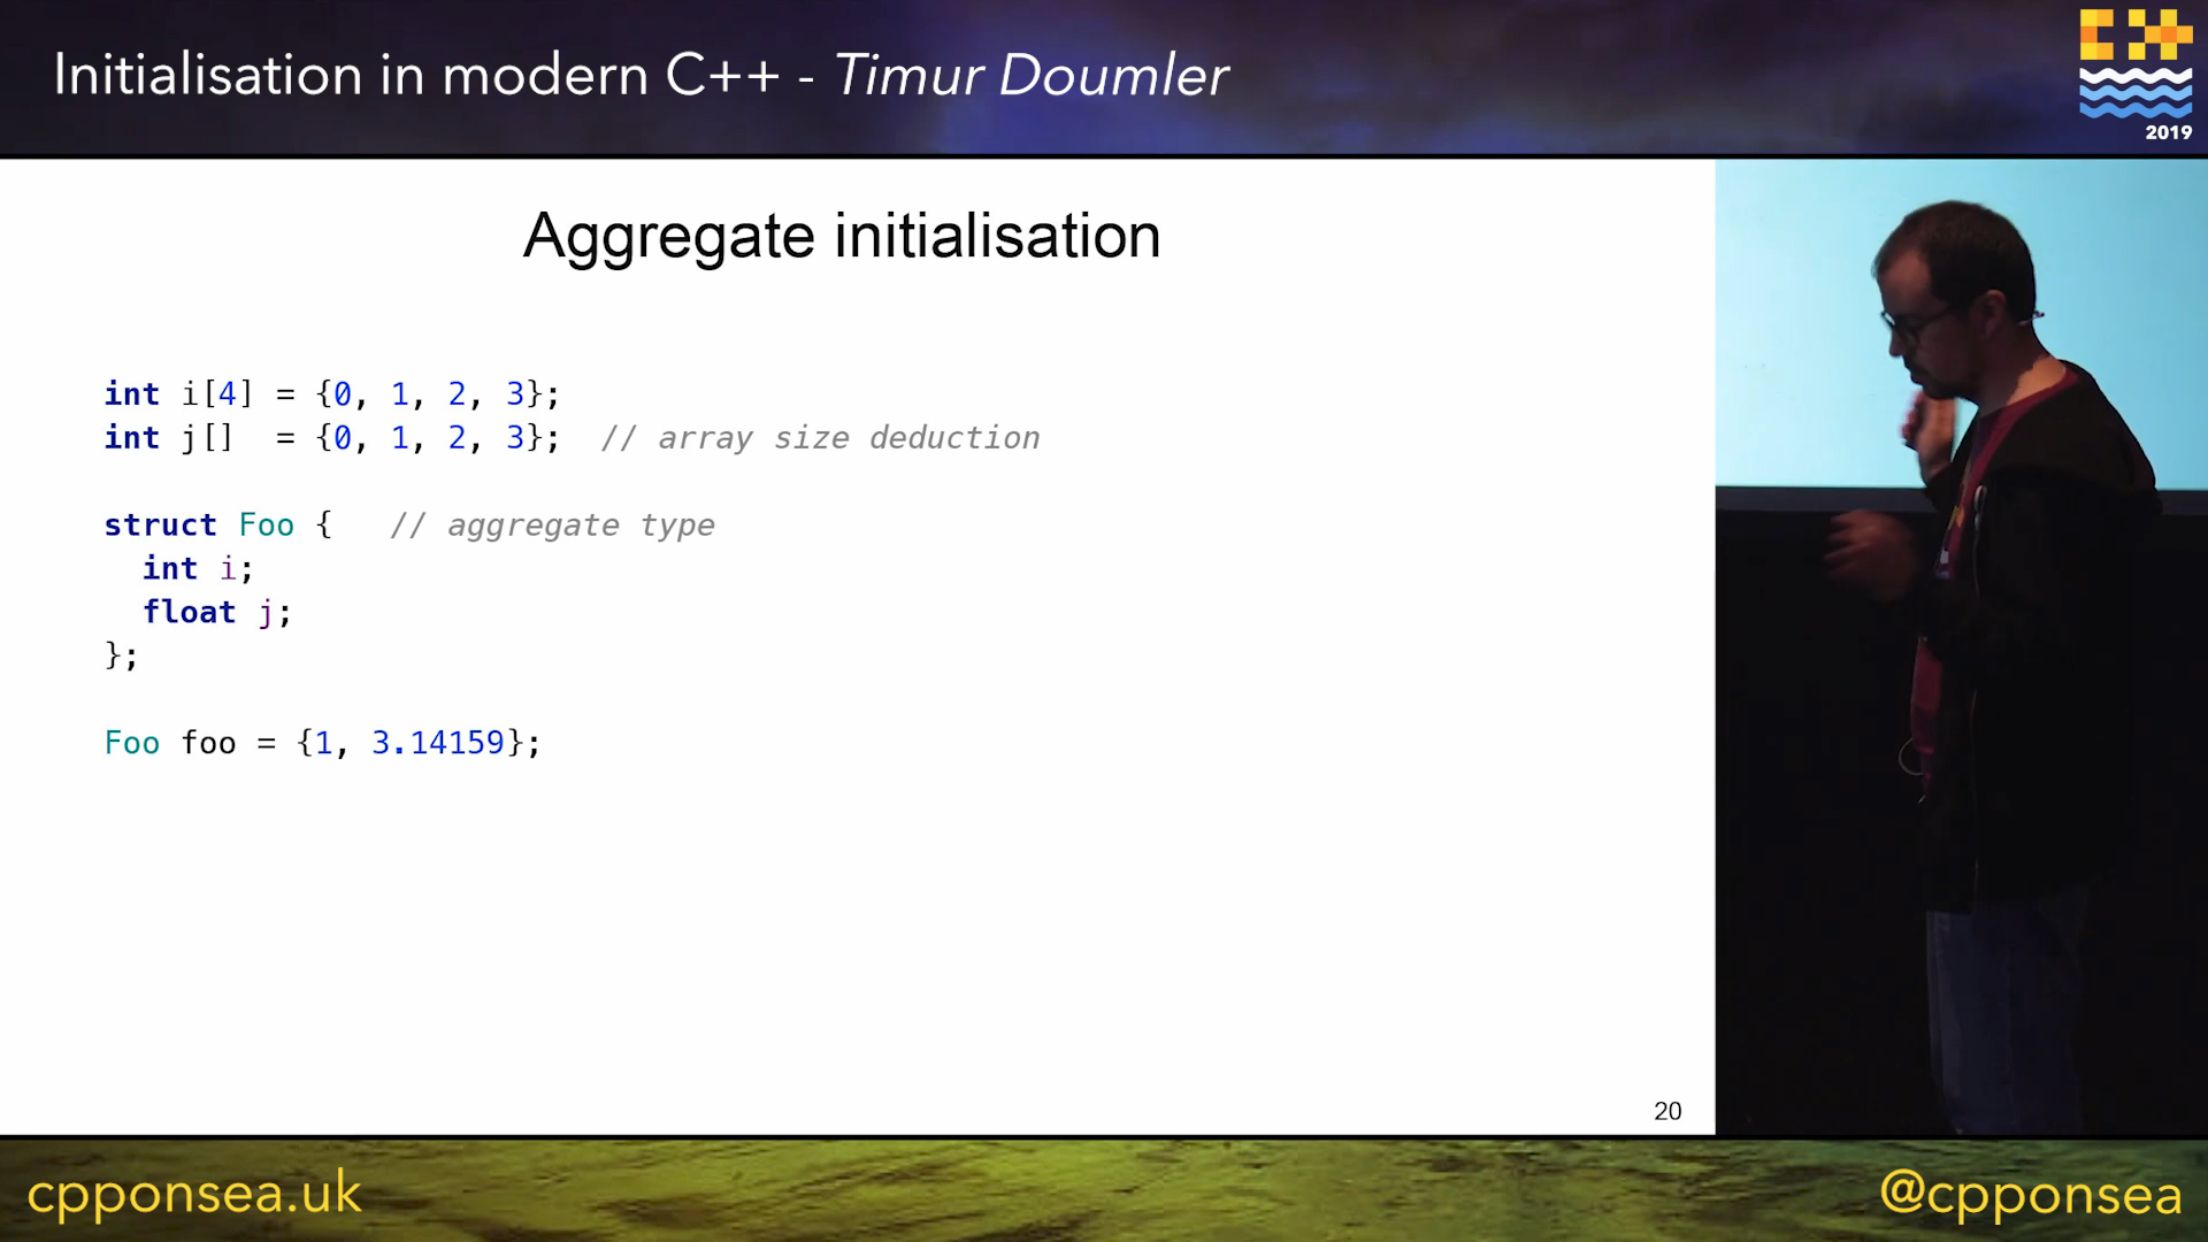 Initialisation in modern C++ - Timur Doumler
2019
Aggregate initialisation
int i[4] = {0, 1, 2, 3};
int j[]  = {0, 1, 2, 3};  // array size deduction
struct Foo {   // aggregate type
  int i;
  float j;
};
Foo foo = {1, 3.14159};
20
cpponsea.uk
@cpponsea